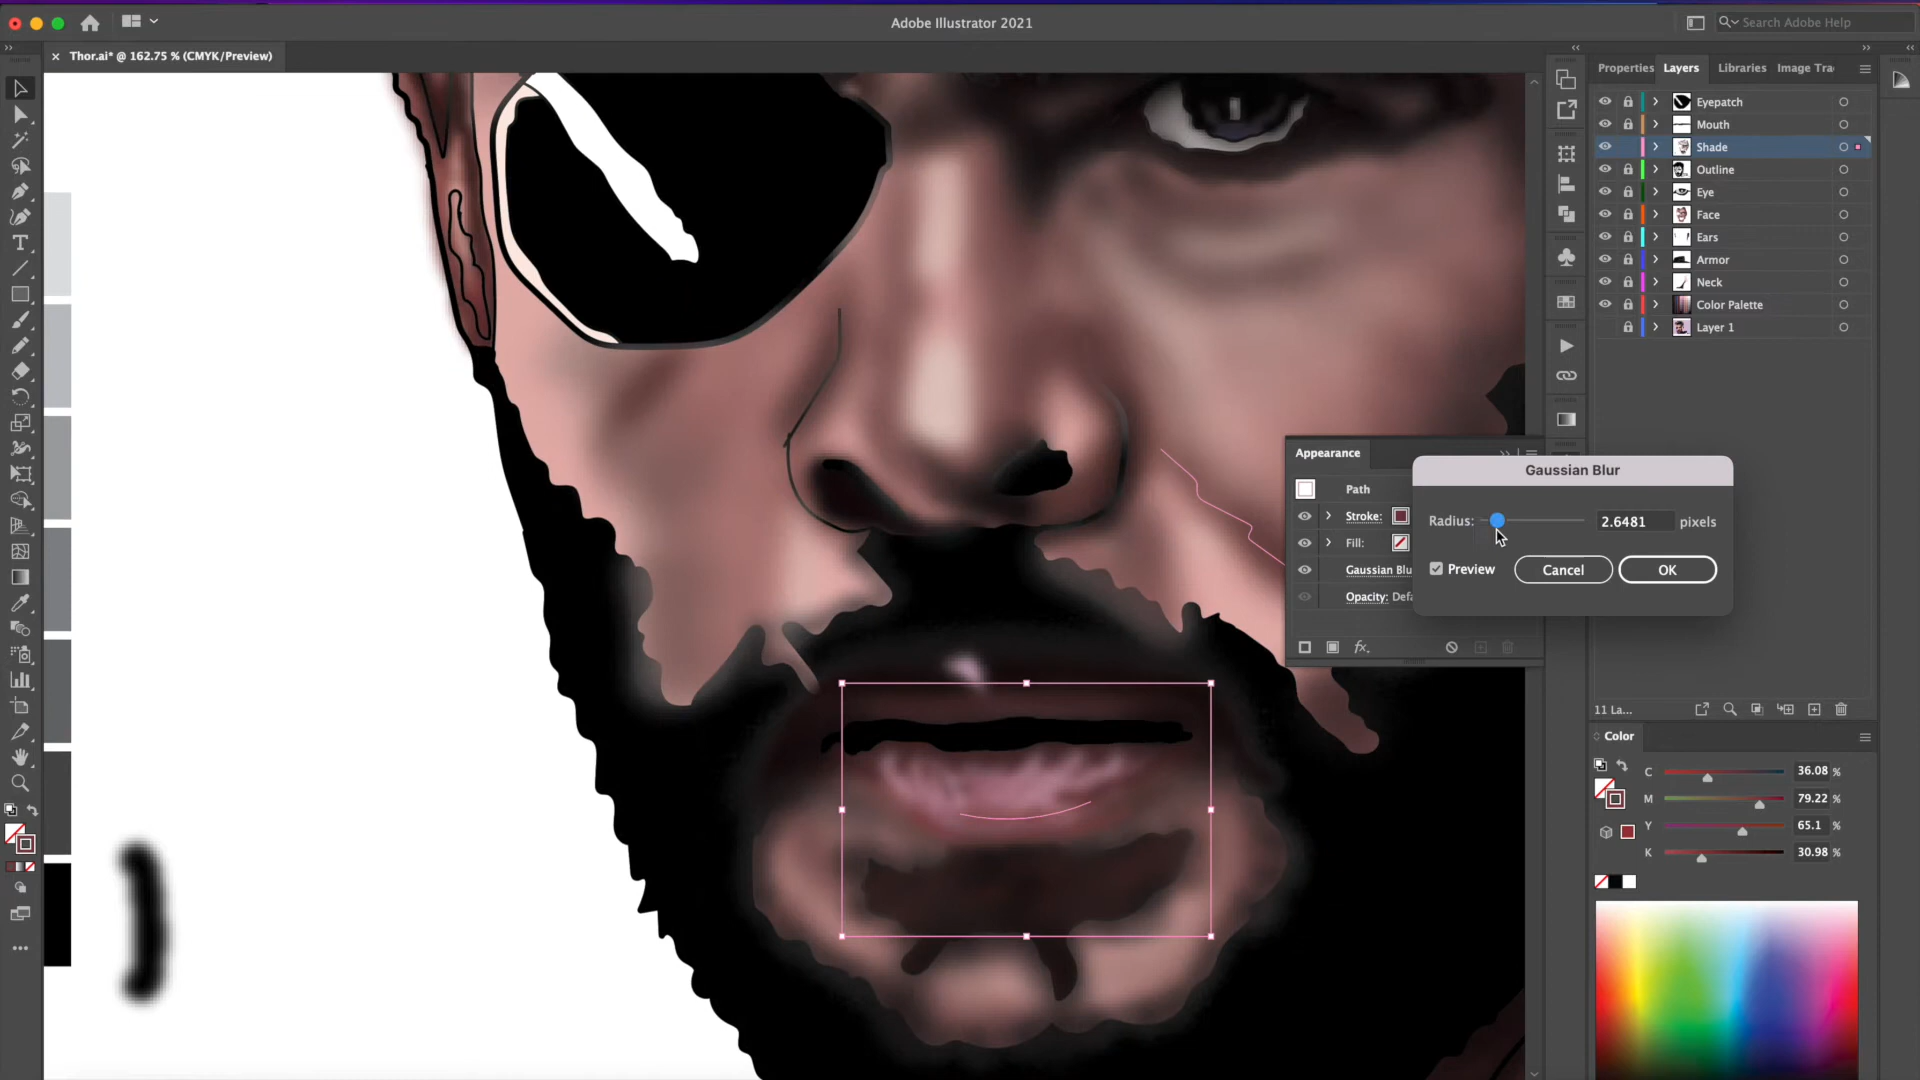 Adobe Illustrator 2021
Search Adobe Help
Thor.ai* @ 162.75 % (CMYK/Preview)
Properties Layers Libraries Image Tra
Eyepatch
Mouth
Shade
Outline
Eye
Face
Ears
Armor
Neck
Color Palette
Layer 1
Appearance
Path
Stroke:
Fill:
Gaussian Blu
Opacity: Defa
fx.
Gaussian Blur
Radius: 2.6481 pixels
Preview Cancel OK
11 La...
Color
C 36.08 %
M 79.22 %
Y 65.1 %
K 30.98 %